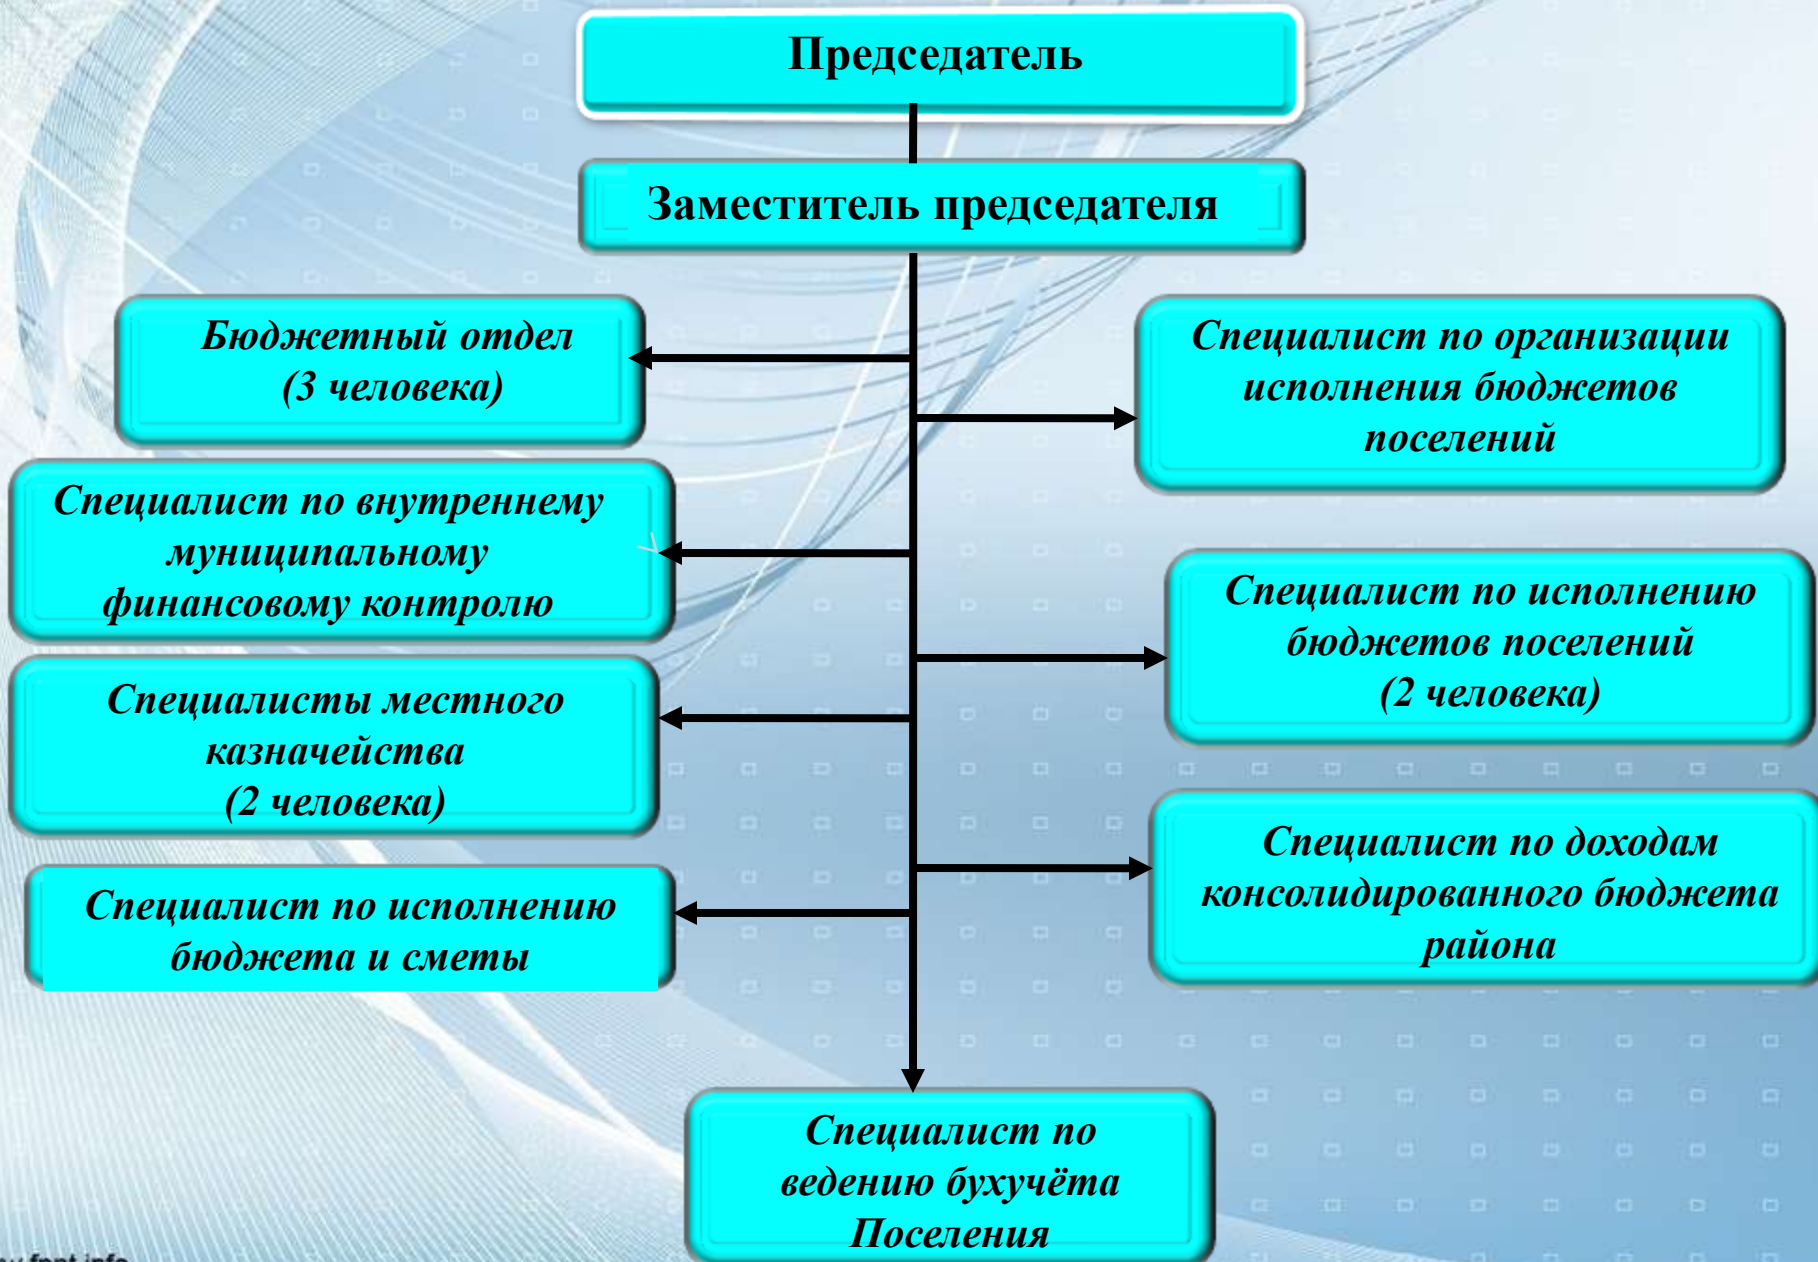 Председатель
Заместитель председателя
Бюджетный отдел
(3 человека)
Специалист по организации
исполнения бюджетов
поселений
Специалист по внутреннему
муниципальному
финансовому контролю
Специалист по исполнению
бюджетов поселений
(2 человека)
Специалисты местного
казначейства
(2 человека)
Специалист по доходам
консолидированного бюджета
района
Специалист по исполнению
бюджета и сметы
Специалист по
ведению бухучёта
Поселения